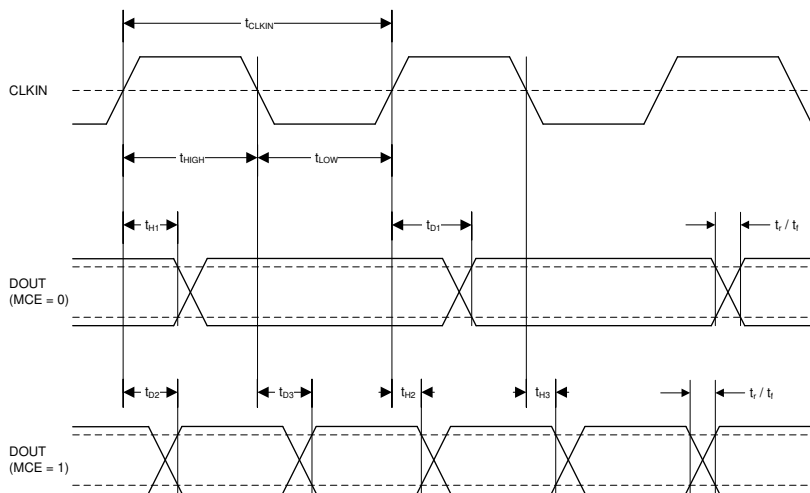 tCLKIN
CLKIN
tHIGH
tLOW
tH1
tD1
tr / tf
DOUT
(MCE = 0)
tD2
tD3
tH2
tH3
tr / tf
DOUT
(MCE = 1)